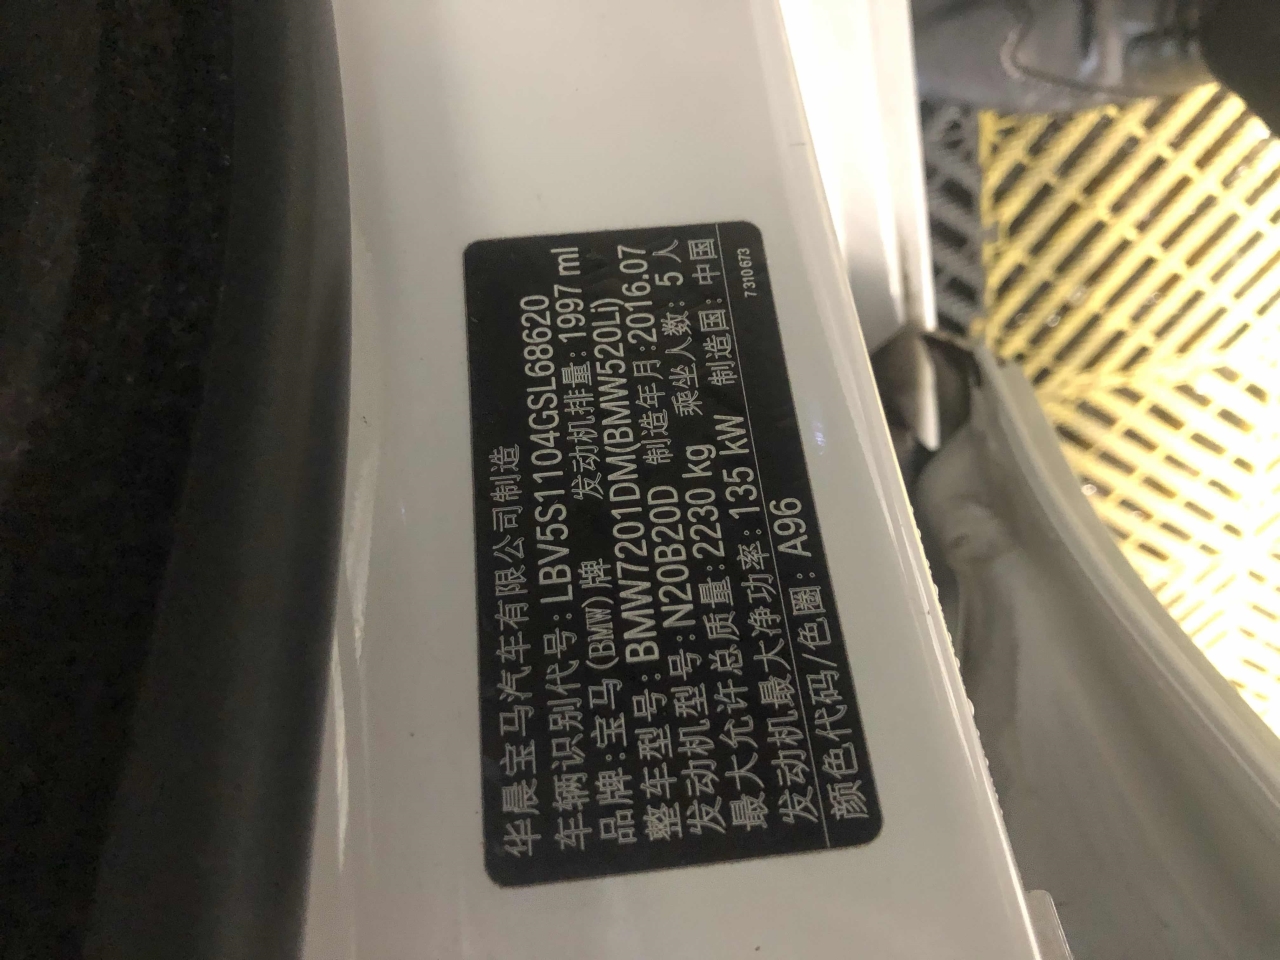 华晨宝马汽车有限公司制造
车辆识别代号:LBV5S1104GSL68620
品牌:宝马(BMW)牌 发动机排量:1997 ml
整车型号:BMW7201DM(BMW520Li)
发动机型号:N20B20D 制造年月:2016.07
最大允许总质量:2230 kg 乘坐人数: 5 人
发动机最大净功率:135 kW 制造国: 中国
颜色代码/色圈: A96 7310673